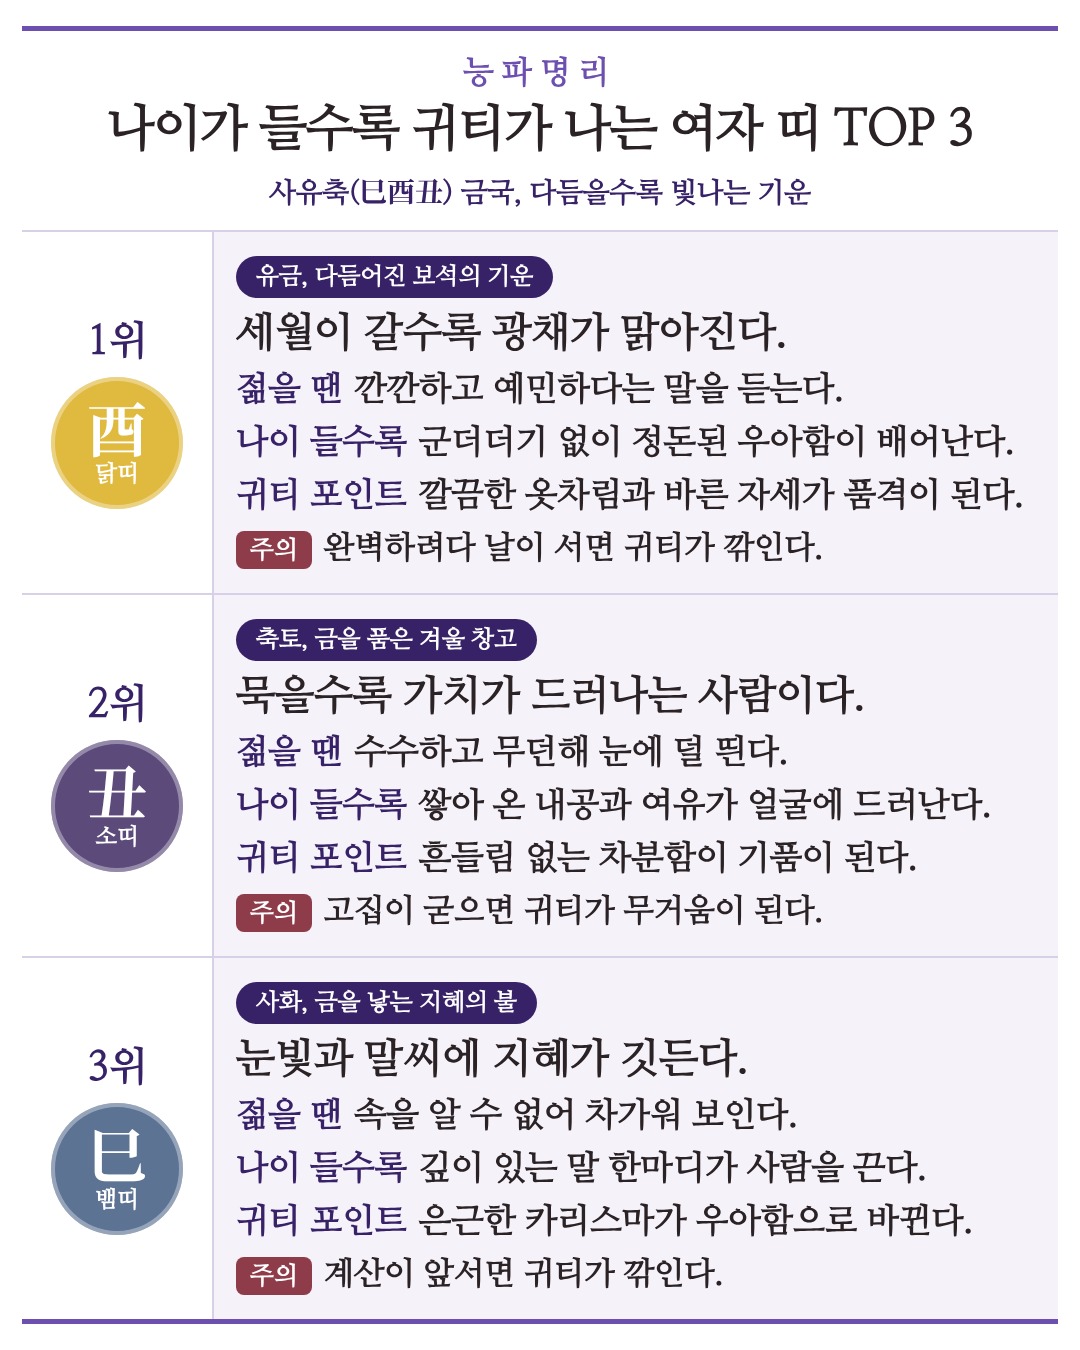 능파명리
나이가 들수록 귀티가 나는 여자 띠 TOP 3
사유축(巳酉丑) 금국, 다듬을수록 빛나는 기운
1위
酉
닭띠
유금, 다듬어진 보석의 기운
세월이 갈수록 광채가 맑아진다.
젊을 땐 깐깐하고 예민하다는 말을 듣는다.
나이 들수록 군더더기 없이 정돈된 우아함이 배어난다.
귀티 포인트 깔끔한 옷차림과 바른 자세가 품격이 된다.
주의 완벽하려다 날이 서면 귀티가 깎인다.
2위
丑
소띠
축토, 금을 품은 겨울 창고
묵을수록 가치가 드러나는 사람이다.
젊을 땐 수수하고 무던해 눈에 덜 띈다.
나이 들수록 쌓아 온 내공과 여유가 얼굴에 드러난다.
귀티 포인트 흔들림 없는 차분함이 기품이 된다.
주의 고집이 굳으면 귀티가 무거움이 된다.
3위
巳
뱀띠
사화, 금을 낳는 지혜의 불
눈빛과 말씨에 지혜가 깃든다.
젊을 땐 속을 알 수 없어 차가워 보인다.
나이 들수록 깊이 있는 말 한마디가 사람을 끈다.
귀티 포인트 은근한 카리스마가 우아함으로 바뀐다.
주의 계산이 앞서면 귀티가 깎인다.